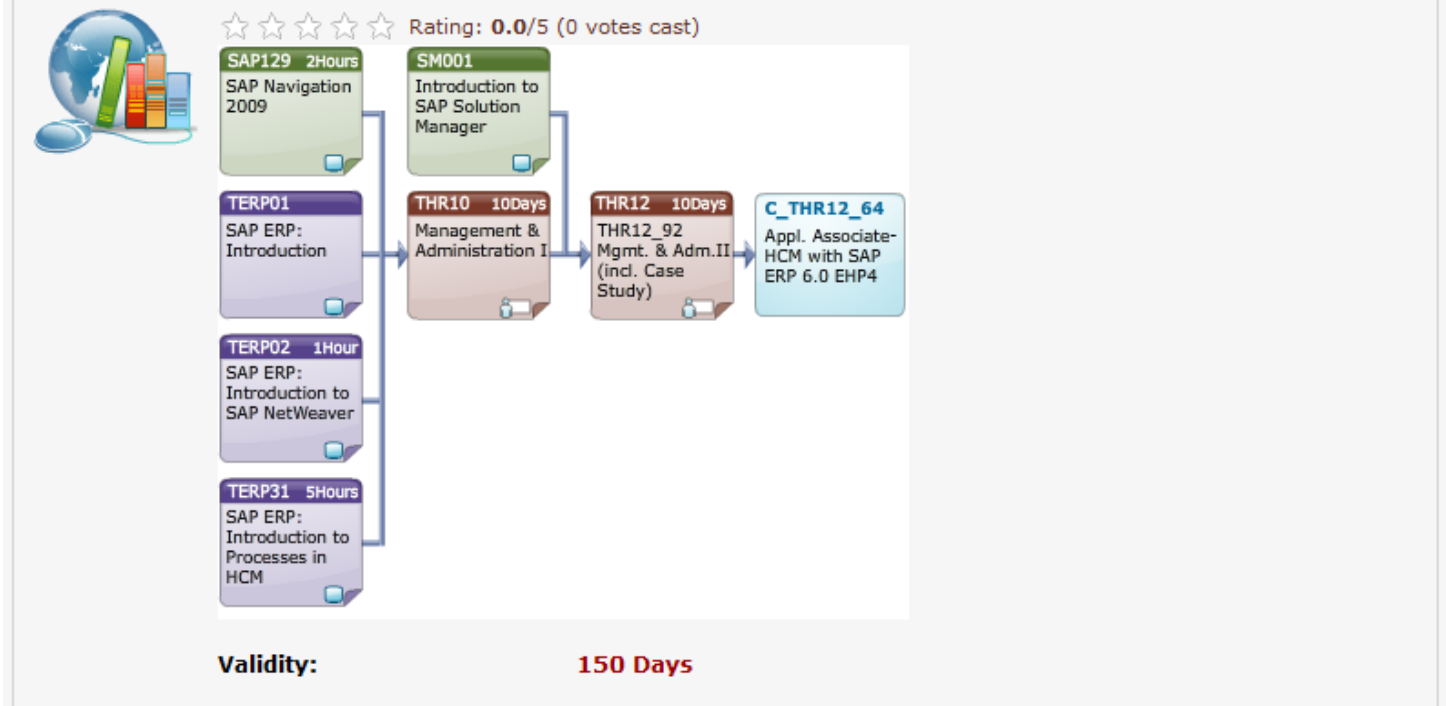 Rating: 0.0/5 (0 votes cast)
SAP129 2Hours
SAP Navigation
2009
SM001
Introduction to
SAP Solution
Manager
TERP01
SAP ERP:
Introduction
THR10 10Days
Management &
Administration I
THR12 10Days
THR12_92
Mgmt. & Adm.II
(incl. Case
Study)
C_THR12_64
Appl. Associate-
HCM with SAP
ERP 6.0 EHP4
TERP02 1Hour
SAP ERP:
Introduction to
SAP NetWeaver
TERP31 5Hours
SAP ERP:
Introduction to
Processes in
HCM
Validity: 150 Days